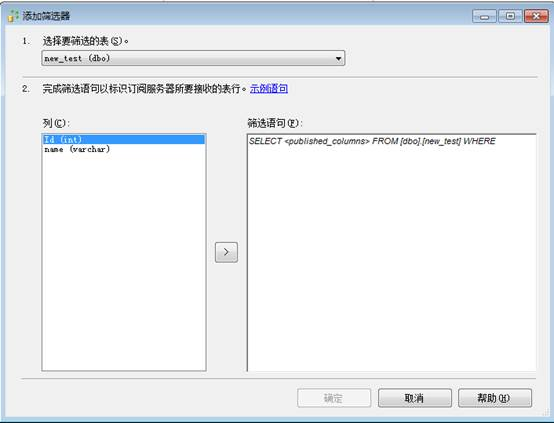 添加筛选器
1. 选择要筛选的表(S)。
new_test (dbo)
2. 完成筛选语句以标识订阅服务器所要接收的表行。示例语句
列(C):
筛选语句(F):
Id (int)
name (varchar)
SELECT <published_columns> FROM [dbo].[new_test] WHERE
>
确定
取消
帮助(H)